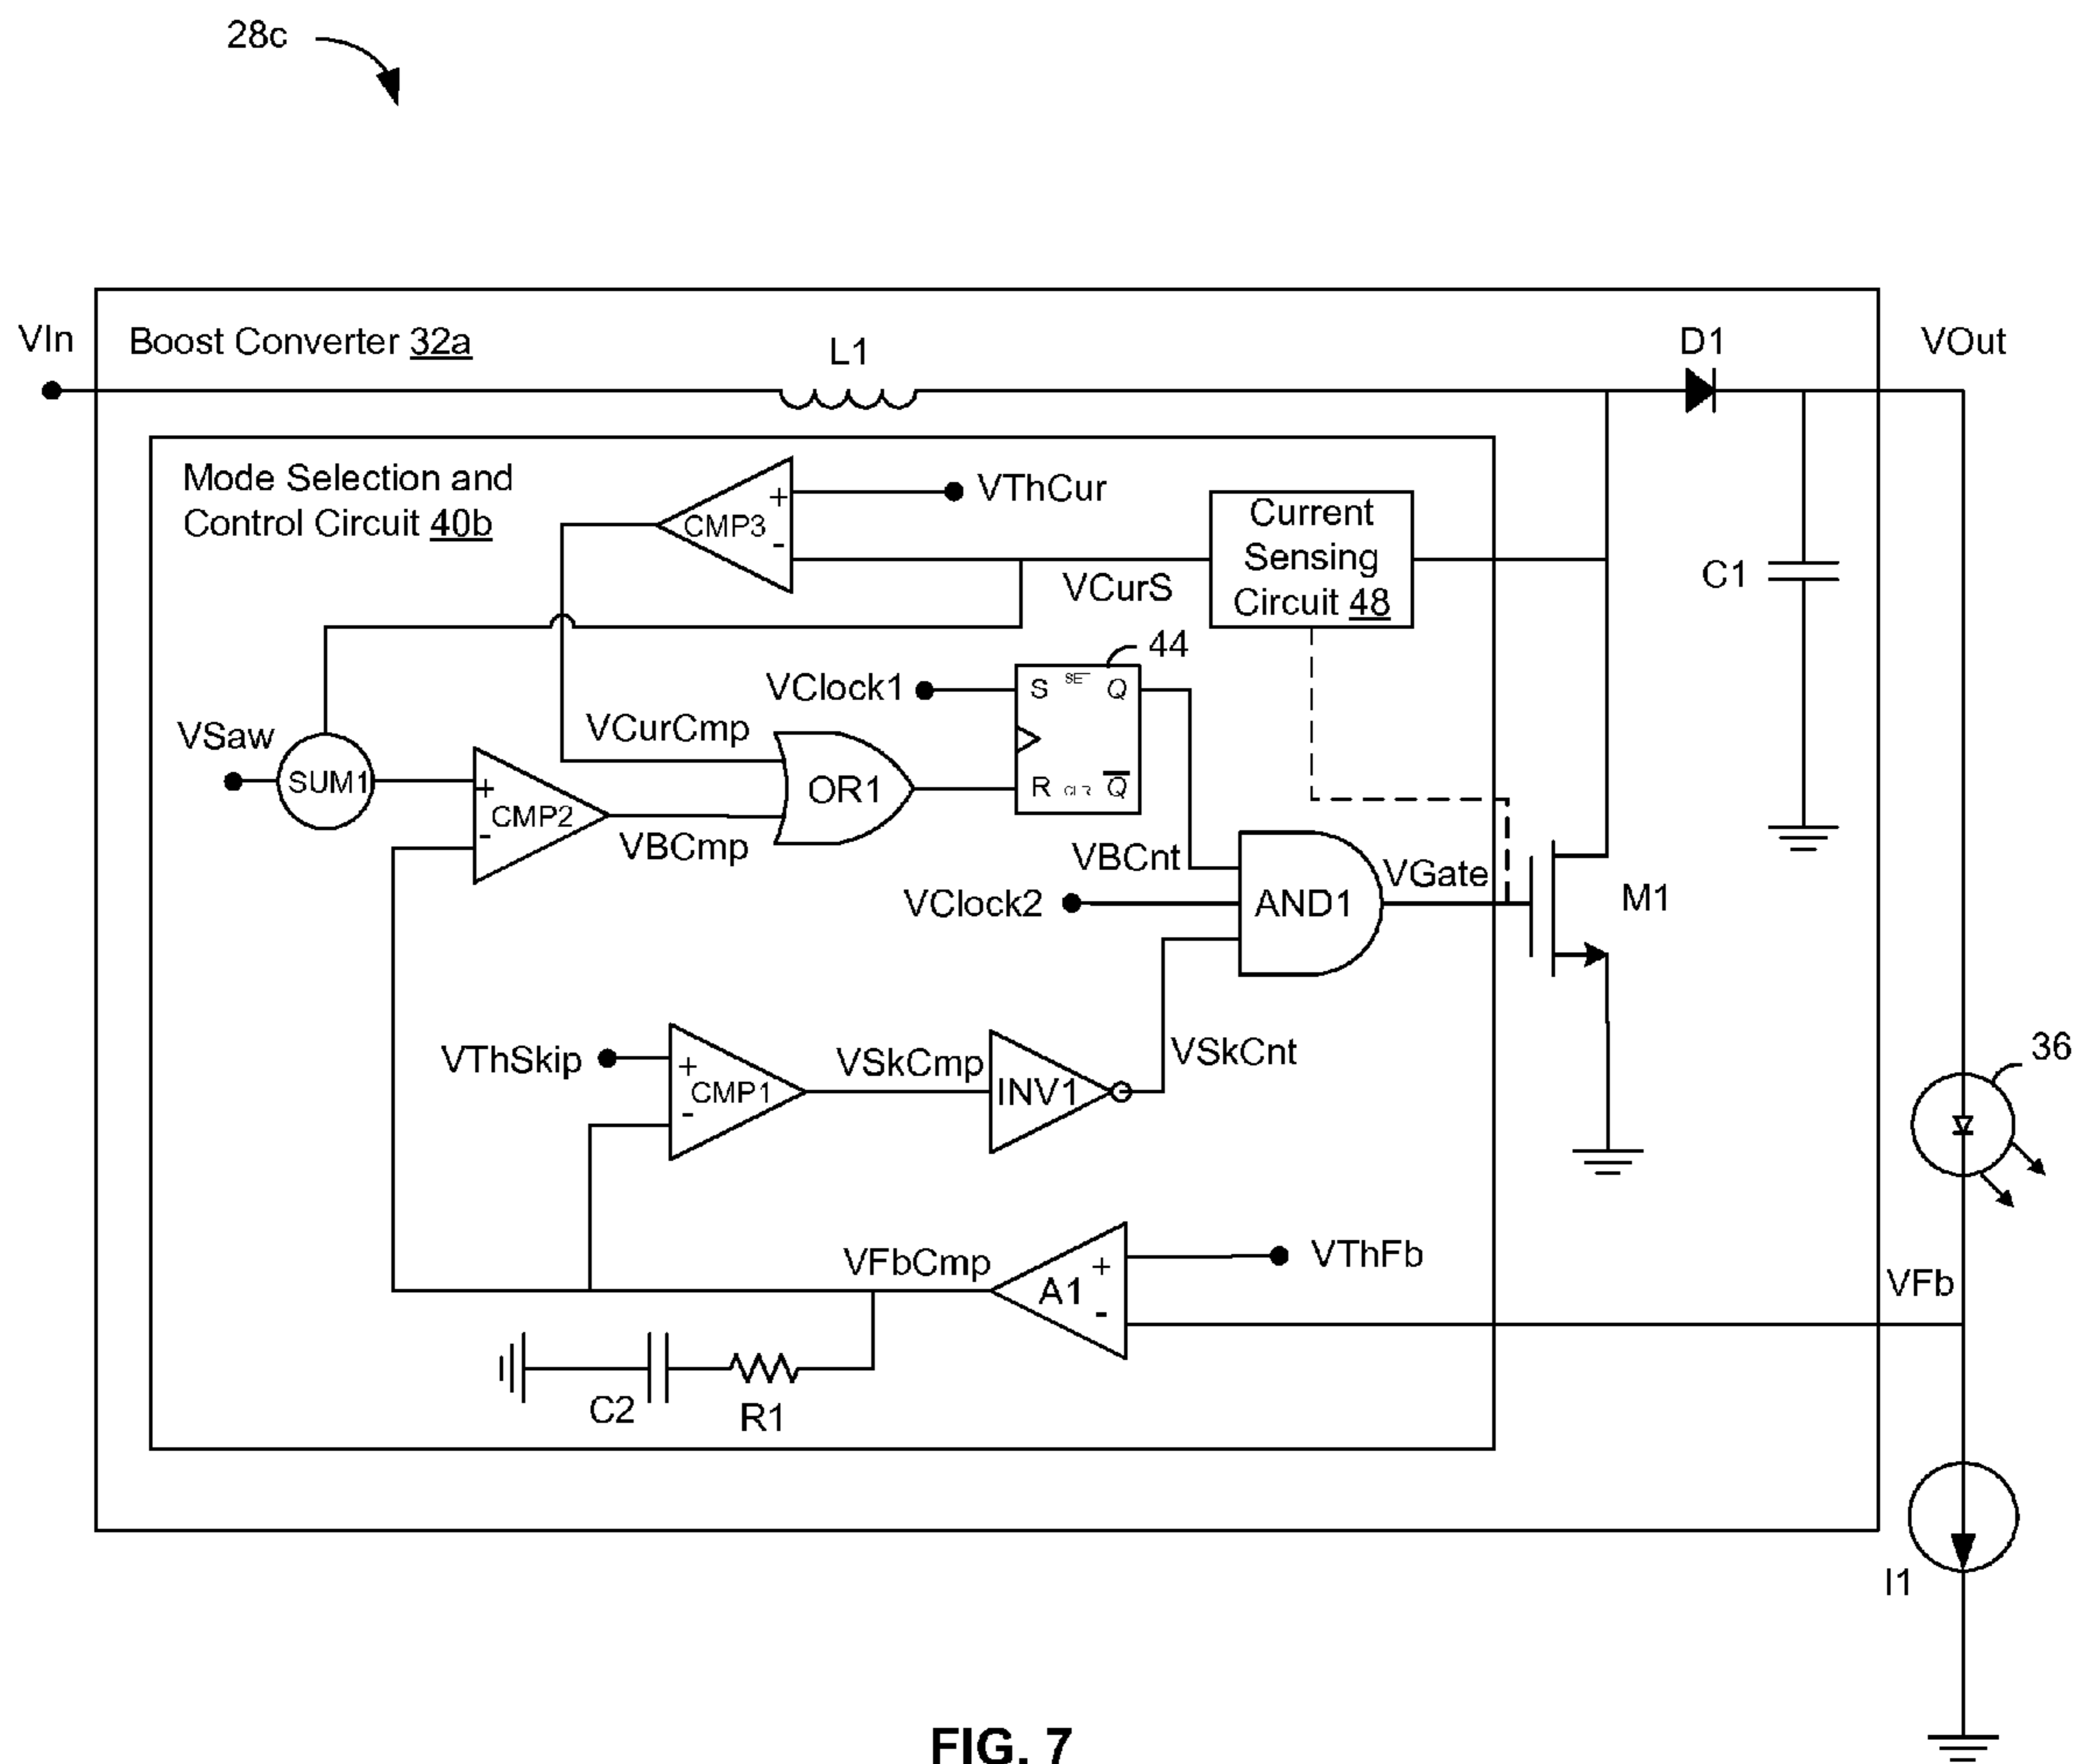 28c
VIn
Boost Converter 32a
L1
D1
VOut
Mode Selection and
Control Circuit 40b
+
CMP3
-
VThCur
Current
Sensing
Circuit 48
VCurS
C1
44
VClock1
S
Q
R
Q
VCurCmp
VSaw
SUM1
+
CMP2
-
OR1
VBCmp
VBCnt
VClock2
AND1
VGate
M1
VThSkip
+
CMP1
-
VSkCmp
INV1
VSkCnt
36
VFbCmp
+
A1
-
VThFb
VFb
C2
R1
I1
FIG. 7